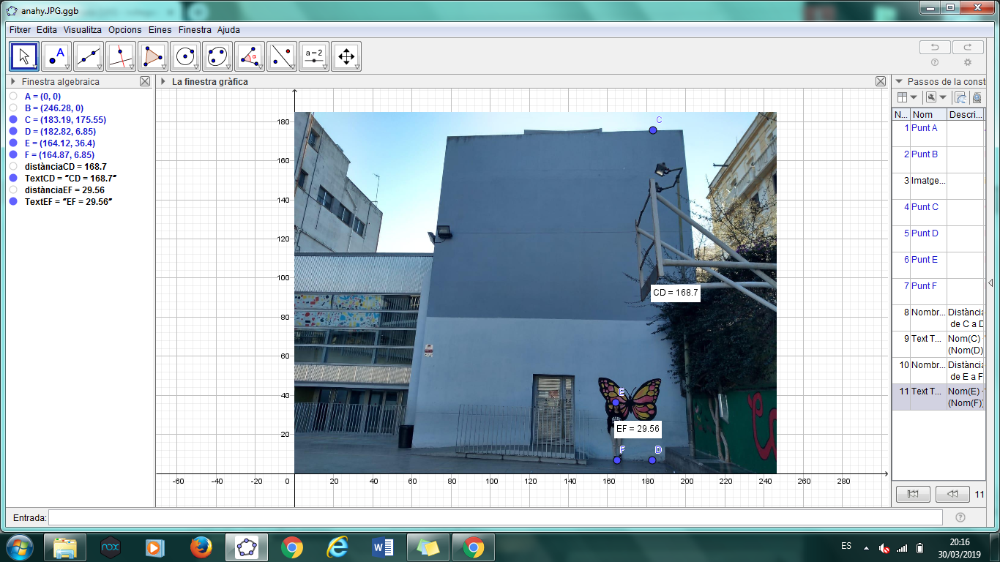 anahy.JPG.ggb
Fitxer Edita Visualitza Opcions Eines Finestra Ajuda
A
α
a = 2
Finestra algebraica
A = (0, 0)
B = (246.28, 0)
C = (183.19, 175.55)
D = (182.82, 6.85)
E = (164.12, 36.4)
F = (164.87, 6.85)
distànciaCD = 168.7
TextCD = "CD = 168.7"
distànciaEF = 29.56
TextEF = "EF = 29.56"
La finestra gràfica
180
160
140
120
100
80
60
40
20
-60 -40 -20 0 20 40 60 80 100 120 140 160 180 200 220 240 260 280
C
CD = 168.7
E
EF = 29.56
F D
Passos de la const
N... Nom Descri...
1 Punt A
2 Punt B
3 Imatge...
4 Punt C
5 Punt D
6 Punt E
7 Punt F
8 Nombr... Distància
de C a D
9 Text T... Nom(C)
(Nom(D)
10 Nombr... Distància
de E a F
11 Text T... Nom(E)
(Nom(F))
11
Entrada:
nox
ES
20:16
30/03/2019